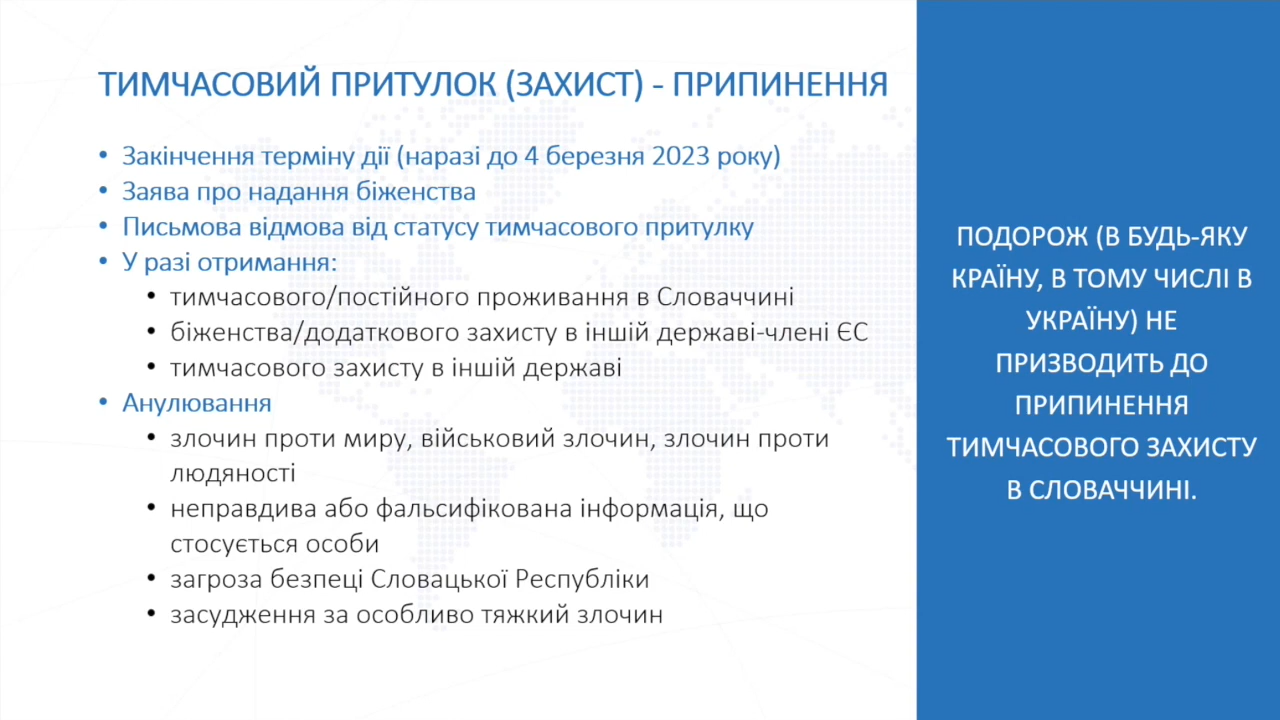 ТИМЧАСОВИЙ ПРИТУЛОК (ЗАХИСТ) - ПРИПИНЕННЯ
• Закінчення терміну дії (наразі до 4 березня 2023 року)
• Заява про надання біженства
• Письмова відмова від статусу тимчасового притулку
• У разі отримання:
• тимчасового/постійного проживання в Словаччині
• біженства/додаткового захисту в іншій державі-члені ЄС
• тимчасового захисту в іншій державі
• Анулювання
• злочин проти миру, військовий злочин, злочин проти
людяності
• неправдива або фальсифікована інформація, що
стосується особи
• загроза безпеці Словацької Республіки
• засудження за особливо тяжкий злочин
ПОДОРОЖ (В БУДЬ-ЯКУ
КРАЇНУ, В ТОМУ ЧИСЛІ В
УКРАЇНУ) НЕ
ПРИЗВОДИТЬ ДО
ПРИПИНЕННЯ
ТИМЧАСОВОГО ЗАХИСТУ
В СЛОВАЧЧИНІ.